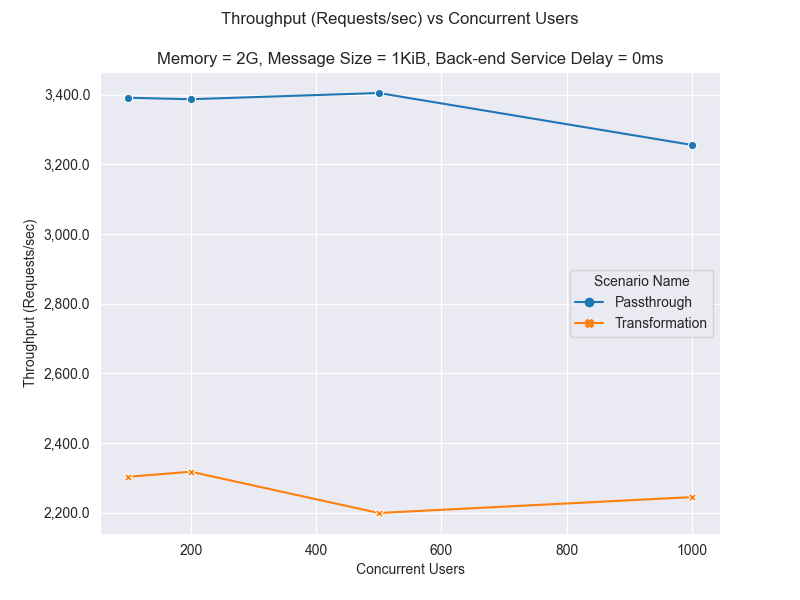 Throughput (Requests/sec) vs Concurrent Users
Memory = 2G, Message Size = 1KiB, Back-end Service Delay = 0ms
3,400.0
3,200.0
3,000.0
2,800.0
2,600.0
2,400.0
2,200.0
Throughput (Requests/sec)
Scenario Name
Passthrough
Transformation
200 400 600 800 1000
Concurrent Users